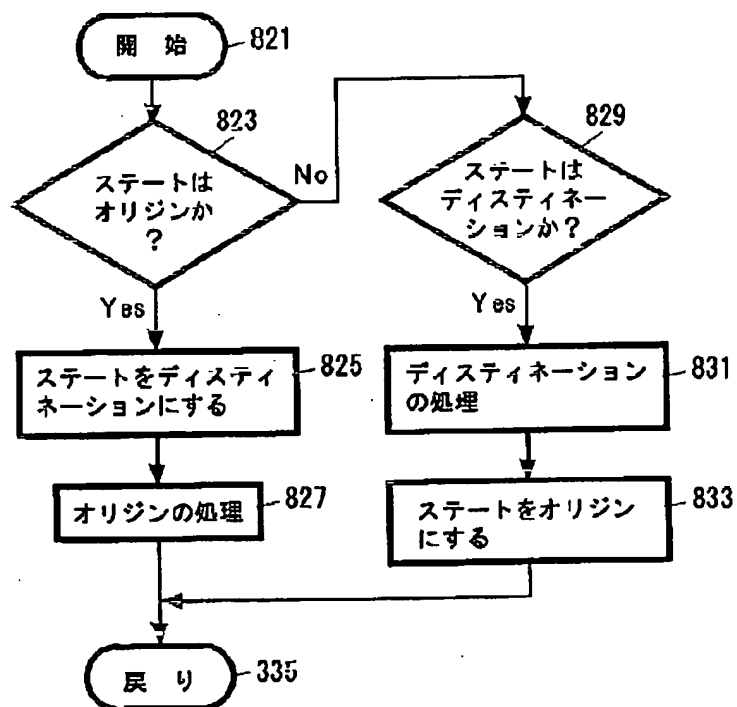 開 始
821
823
ステートは
オリジンか
?
No
Yes
829
ステートは
ディスティネー
ションか?
Yes
ステートをディスティ
ネーションにする
825
ディスティネーション
の処理
831
オリジンの処理
827
ステートをオリジン
にする
833
戻 り
335